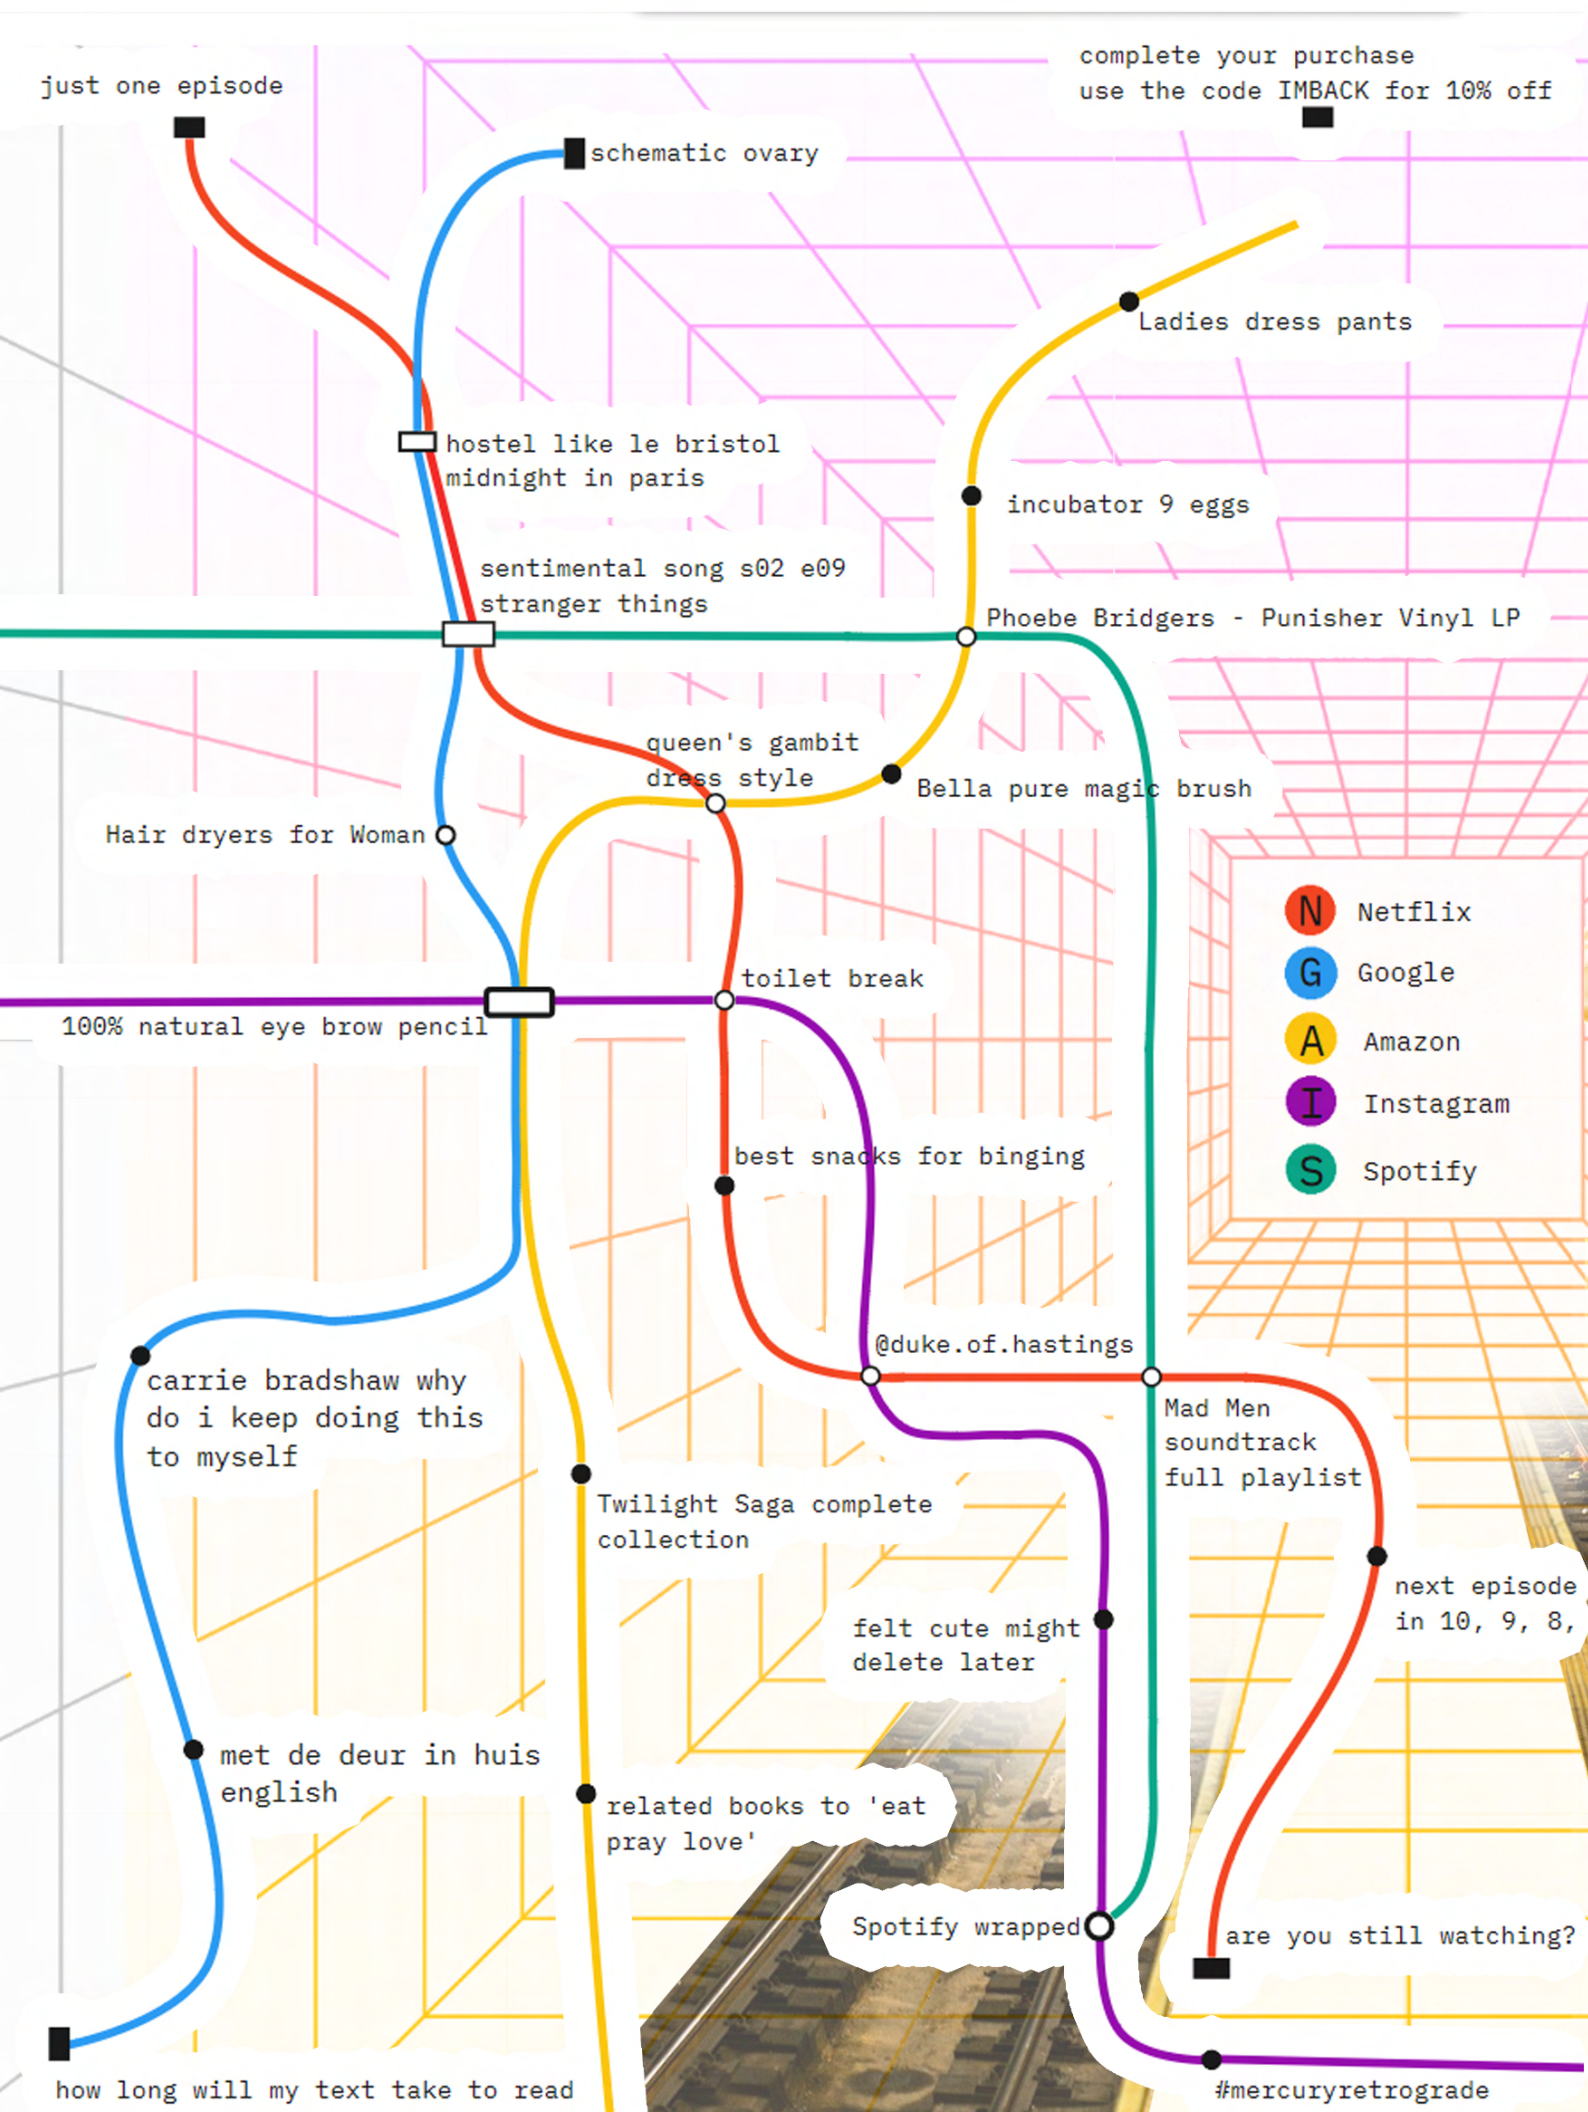 just one episode
complete your purchase
use the code IMBACK for 10% off
schematic ovary
Ladies dress pants
hostel like le bristol
midnight in paris
incubator 9 eggs
sentimental song s02 e09
stranger things
Phoebe Bridgers - Punisher Vinyl LP
queen's gambit
dress style
Bella pure magic brush
Hair dryers for Woman
N Netflix
G Google
A Amazon
I Instagram
S Spotify
toilet break
100% natural eye brow pencil
best snacks for binging
@duke.of.hastings
carrie bradshaw why
do i keep doing this
to myself
Mad Men
soundtrack
full playlist
Twilight Saga complete
collection
next episode
in 10, 9, 8,
felt cute might
delete later
met de deur in huis
english
related books to 'eat
pray love'
Spotify wrapped
are you still watching?
how long will my text take to read
#mercuryretrograde